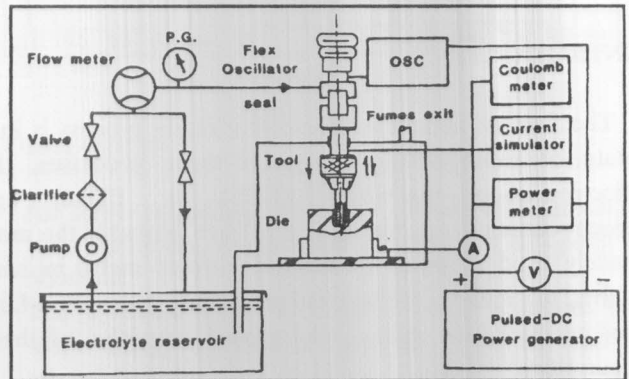 P.G.
Flow meter
Flex
Oscillator
seal
OSC
Coulomb
meter
Fumes exit
Current
simulator
Valve
Tool
Clarifier
Power
meter
Die
Pump
A
+
V
-
Electrolyte reservoir
Pulsed-DC
Power generator